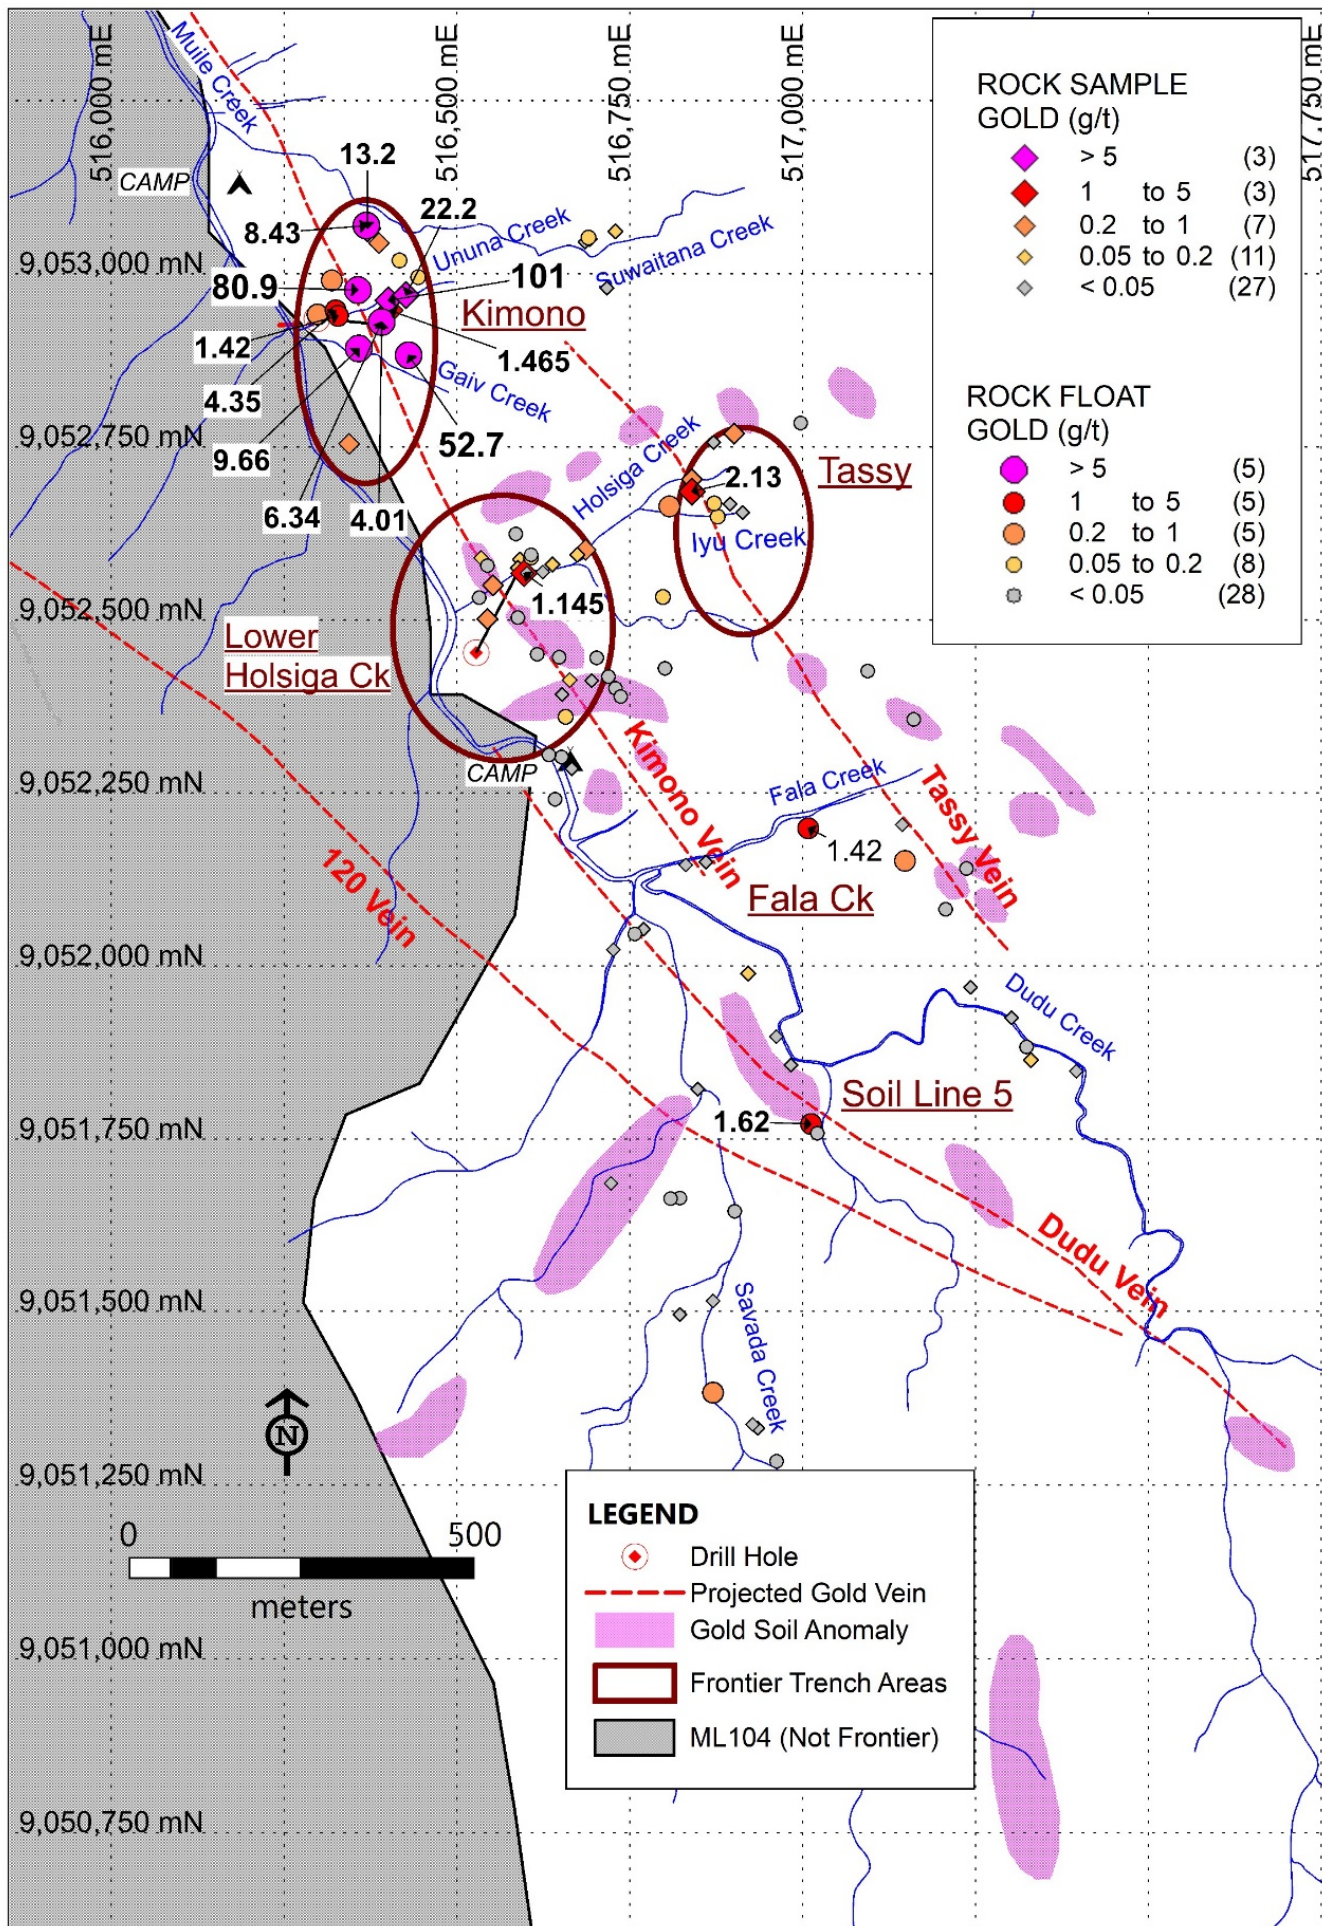 516,000 mE
516,500 mE
516,750 mE
517,000 mE
517,750 mE
Muile Creek
CAMP
13.2
8.43
22.2
Ununa Creek
Suwaitana Creek
9,053,000 mN
80.9
101
Kimono
1.42
1.465
4.35
Gaiv Creek
9,052,750 mN
9.66
52.7
6.34
4.01
Holsiga Creek
Tassy
2.13
Iyu Creek
9,052,500 mN
1.145
Lower
Holsiga Ck
Kimono Vein
CAMP
9,052,250 mN
Fala Creek
Tassy Vein
1.42
120 Vein
Fala Ck
9,052,000 mN
Dudu Creek
Soil Line 5
9,051,750 mN
1.62
Dudu Vein
9,051,500 mN
Savada Creek
N
9,051,250 mN
0 500
meters
9,051,000 mN
9,050,750 mN
ROCK SAMPLE
GOLD (g/t)
> 5 (3)
1 to 5 (3)
0.2 to 1 (7)
0.05 to 0.2 (11)
< 0.05 (27)
ROCK FLOAT
GOLD (g/t)
> 5 (5)
1 to 5 (5)
0.2 to 1 (5)
0.05 to 0.2 (8)
< 0.05 (28)
LEGEND
Drill Hole
Projected Gold Vein
Gold Soil Anomaly
Frontier Trench Areas
ML104 (Not Frontier)